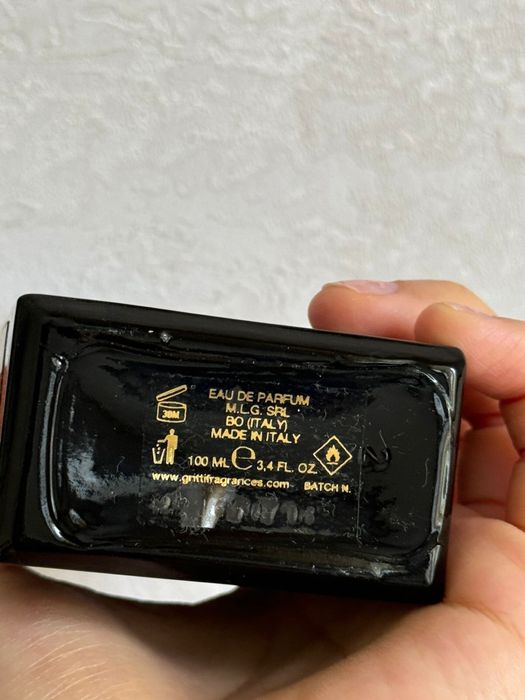 30M
EAU DE PARFUM
M.L.G. SRL
BO (ITALY)
MADE IN ITALY
100 ML e 3,4 FL. OZ.
www.grittifragrances.com BATCH N.
2